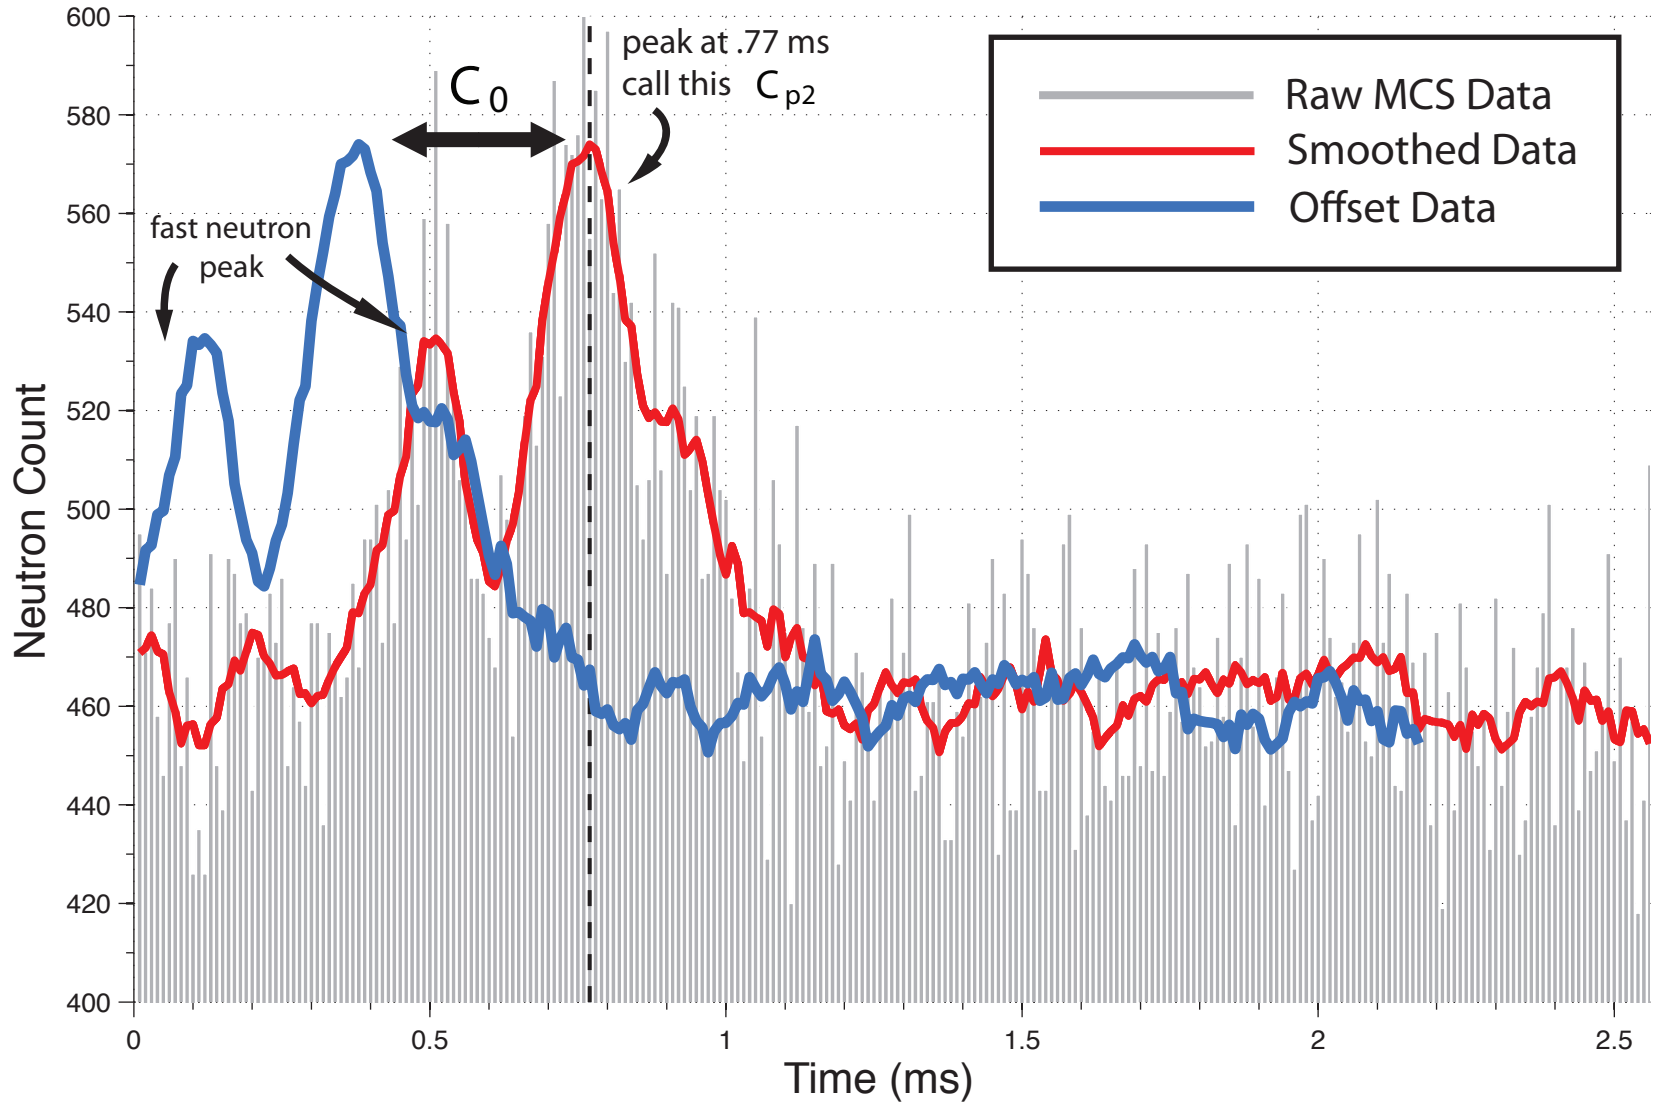 600
580
560
540
520
500
480
460
440
420
400
Neutron Count
0
0.5
1
1.5
2
2.5
Time (ms)
C0
peak at .77 ms
call this Cp2
fast neutron
peak
Raw MCS Data
Smoothed Data
Offset Data